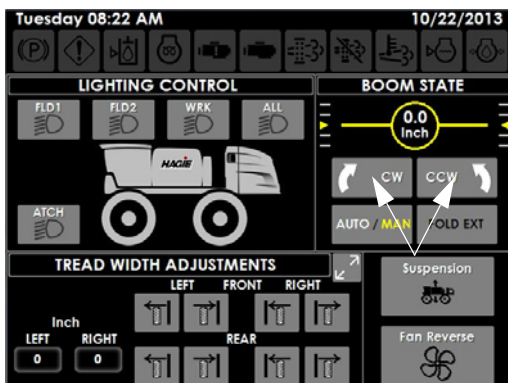 Tuesday 08:22 AM 10/22/2013
(P)
LIGHTING CONTROL
FLD1 FLD2 WRK ALL
HAGIE
ATCH
BOOM STATE
0.0
Inch
CW CCW
AUTO / MAN FOLD EXT
TREAD WIDTH ADJUSTMENTS
LEFT FRONT RIGHT
Inch
LEFT RIGHT
REAR
0 0
Suspension
Fan Reverse